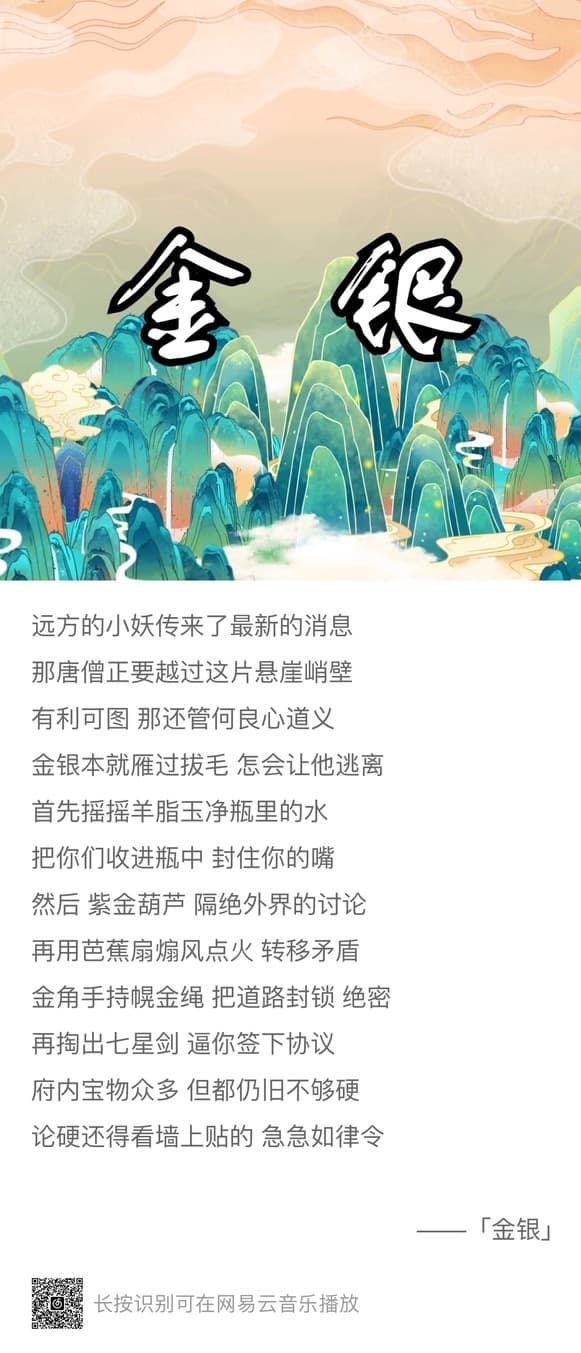 金 银
远方的小妖传来了最新的消息
那唐僧正要越过这片悬崖峭壁
有利可图 那还管何良心道义
金银本就雁过拔毛 怎会让他逃离
首先摇摇羊脂玉净瓶里的水
把你们收进瓶中 封住你的嘴
然后 紫金葫芦 隔绝外界的讨论
再用芭蕉扇煽风点火 转移矛盾
金角手持幌金绳 把道路封锁 绝密
再掏出七星剑 逼你签下协议
府内宝物众多 但都仍旧不够硬
论硬还得看墙上贴的 急急如律令
——「金银」
长按识别可在网易云音乐播放